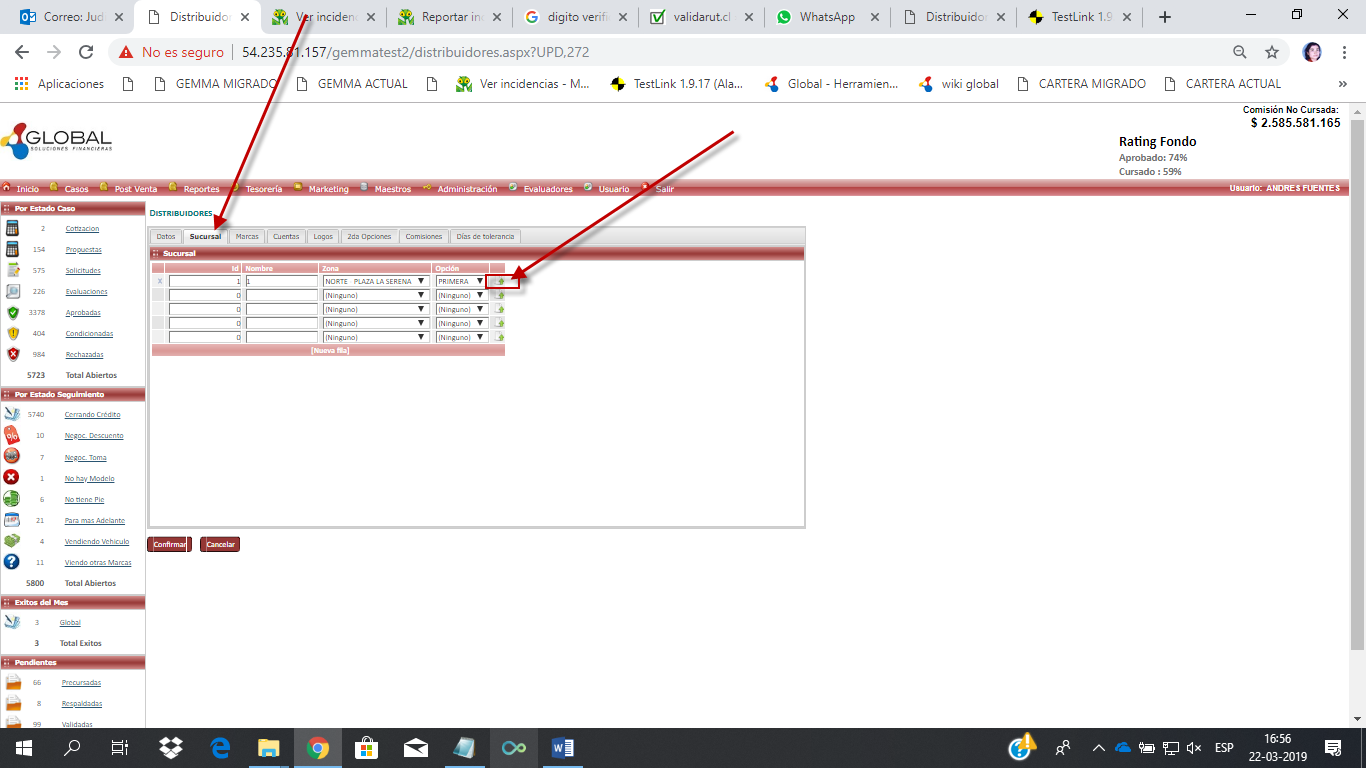 Correo: Jud
Distribuidor
Ver inciden
Reportar in
digito verifi
validarut.cl
WhatsApp
Distribuidor
TestLink 1.9
No es seguro
54.235.81.157/gemmatest2/distribuidores.aspx?UPD,272
Aplicaciones
GEMMA MIGRADO
GEMMA ACTUAL
Ver incidencias - M...
TestLink 1.9.17 (Ala...
Global - Herramien...
wiki global
CARTERA MIGRADO
CARTERA ACTUAL
Comisión No Cursada:
$ 2.585.581.165
GLOBAL
SOLUCIONES FINANCIERAS
Rating Fondo
Aprobado: 74%
Cursado : 59%
Inicio Casos Post Venta Reportes Tesorería Marketing Maestros Administración Evaluadores Usuario Salir
Usuario: ANDRES FUENTES
Por Estado Caso
2 Cotizacion
154 Propuestas
575 Solicitudes
226 Evaluaciones
3378 Aprobadas
404 Condicionadas
984 Rechazadas
5723 Total Abiertos
Por Estado Seguimiento
5740 Cerrando Crédito
10 Negoc. Descuento
7 Negoc. Toma
1 No hay Modelo
6 No tiene Pie
21 Para mas Adelante
4 Vendiendo Vehiculo
11 Viendo otras Marcas
5800 Total Abiertos
Exitos del Mes
3 Global
3 Total Exitos
Pendientes
66 Precursadas
8 Respaldadas
99 Validadas
DISTRIBUIDORES
Datos Sucursal Marcas Cuentas Logos 2da Opciones Comisiones Días de tolerancia
Sucursal
Id Nombre Zona Opción
x 1 1 NORTE - PLAZA LA SERENA PRIMERA
0 (Ninguno) (Ninguno)
0 (Ninguno) (Ninguno)
0 (Ninguno) (Ninguno)
0 (Ninguno) (Ninguno)
[Nueva fila]
Confirmar Cancelar
ESP
16:56
22-03-2019